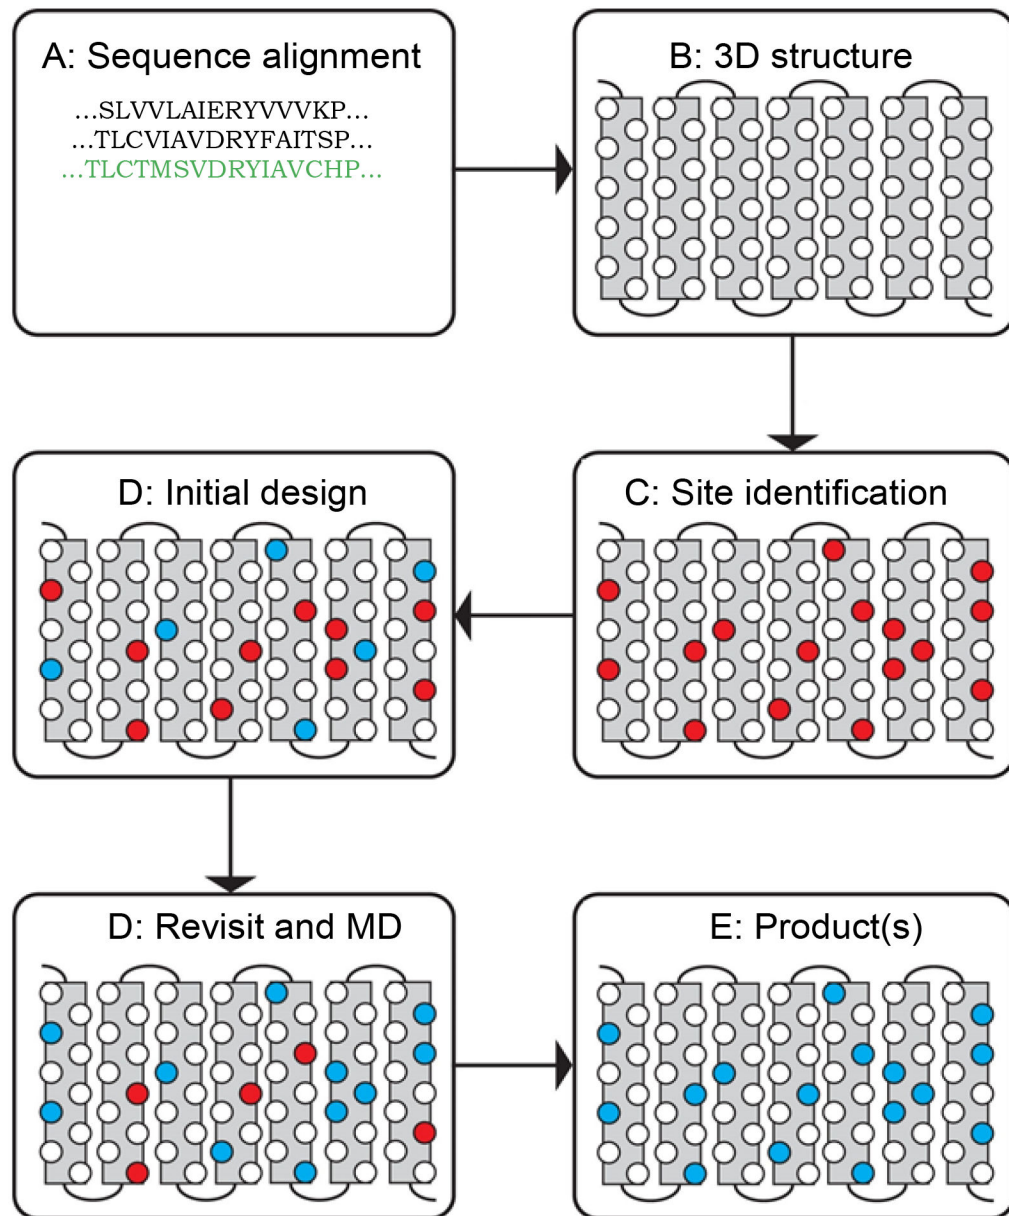 A: Sequence alignment
...SLVVLAIERYVVVKP...
...TLCVIAVDRYFAITSP...
...TLCTMSVDRYIAVCHP...
B: 3D structure
D: Initial design
C: Site identification
D: Revisit and MD
E: Product(s)